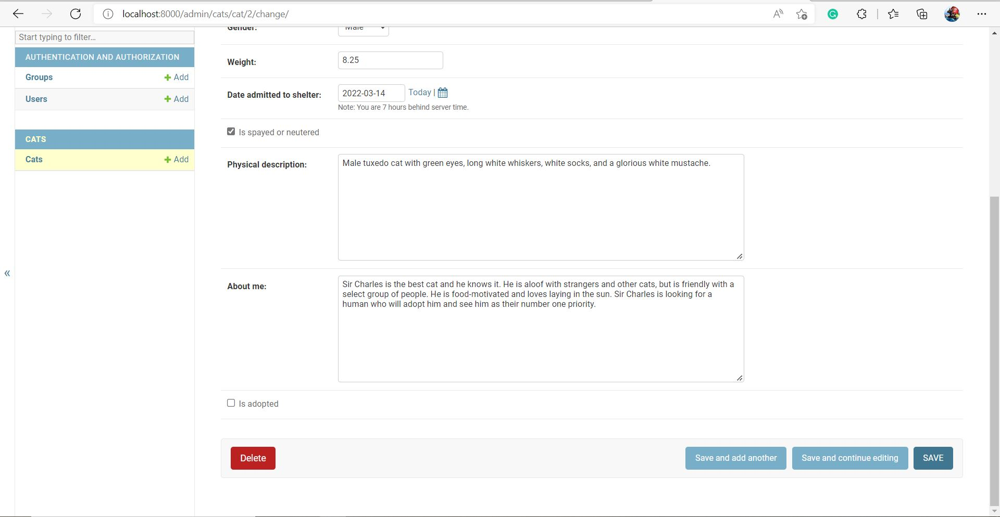 localhost:8000/admin/cats/cat/2/change/
Start typing to filter...
AUTHENTICATION AND AUTHORIZATION
Groups + Add
Users + Add
CATS
Cats + Add
Gender: Male
Weight: 8.25
Date admitted to shelter: 2022-03-14 Today |
Note: You are 7 hours behind server time.
Is spayed or neutered
Physical description: Male tuxedo cat with green eyes, long white whiskers, white socks, and a glorious white mustache.
About me: Sir Charles is the best cat and he knows it. He is aloof with strangers and other cats, but is friendly with a
select group of people. He is food-motivated and loves laying in the sun. Sir Charles is looking for a
human who will adopt him and see him as their number one priority.
Is adopted
Delete Save and add another Save and continue editing SAVE